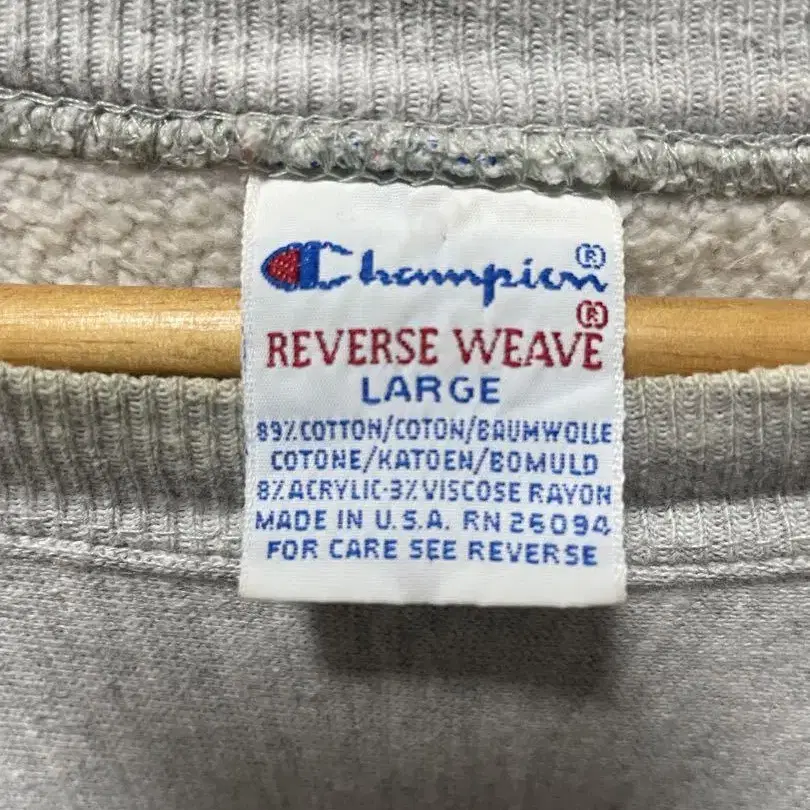 Champion®
REVERSE WEAVE®
LARGE
89% COTTON/COTON/BAUMWOLLE
COTONE/KATOEN/BOMULD
8% ACRYLIC-3% VISCOSE RAYON
MADE IN U.S.A. RN 26094
FOR CARE SEE REVERSE